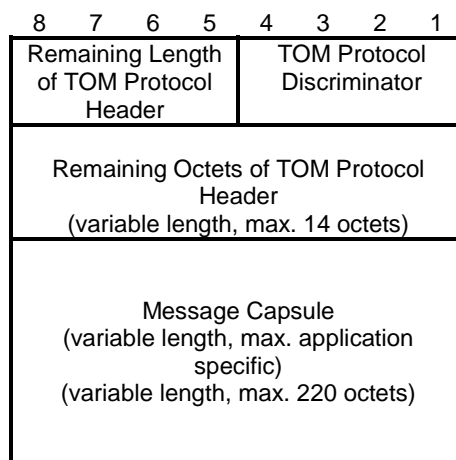 8 7 6 5 4 3 2 1
Remaining Length
of TOM Protocol
Header
TOM Protocol
Discriminator
Remaining Octets of TOM Protocol
Header
(variable length, max. 14 octets)
Message Capsule
(variable length, max. application
specific)
(variable length, max. 220 octets)